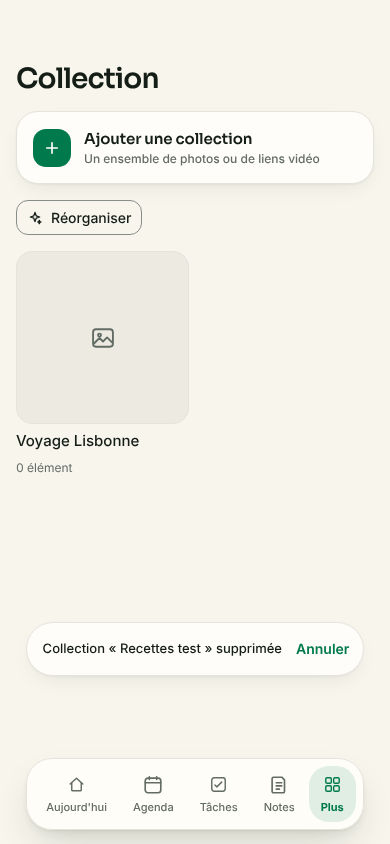 Collection
Ajouter une collection
Un ensemble de photos ou de liens vidéo
Réorganiser
Voyage Lisbonne
0 élément
Collection « Recettes test » supprimée Annuler
Aujourd'hui Agenda Tâches Notes Plus